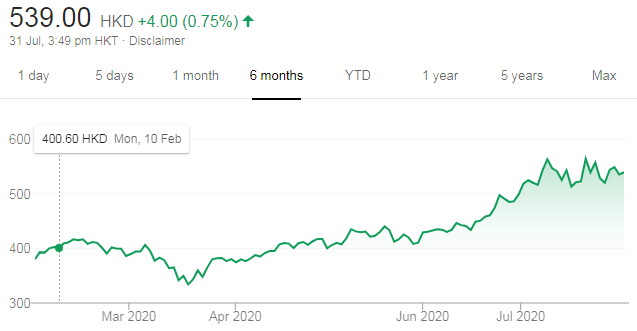 539.00 HKD +4.00 (0.75%) ↑
31 Jul, 3:49 pm HKT · Disclaimer
1 day 5 days 1 month 6 months YTD 1 year 5 years Max
600
400.60 HKD Mon, 10 Feb
500
400
300
Mar 2020 Apr 2020 Jun 2020 Jul 2020